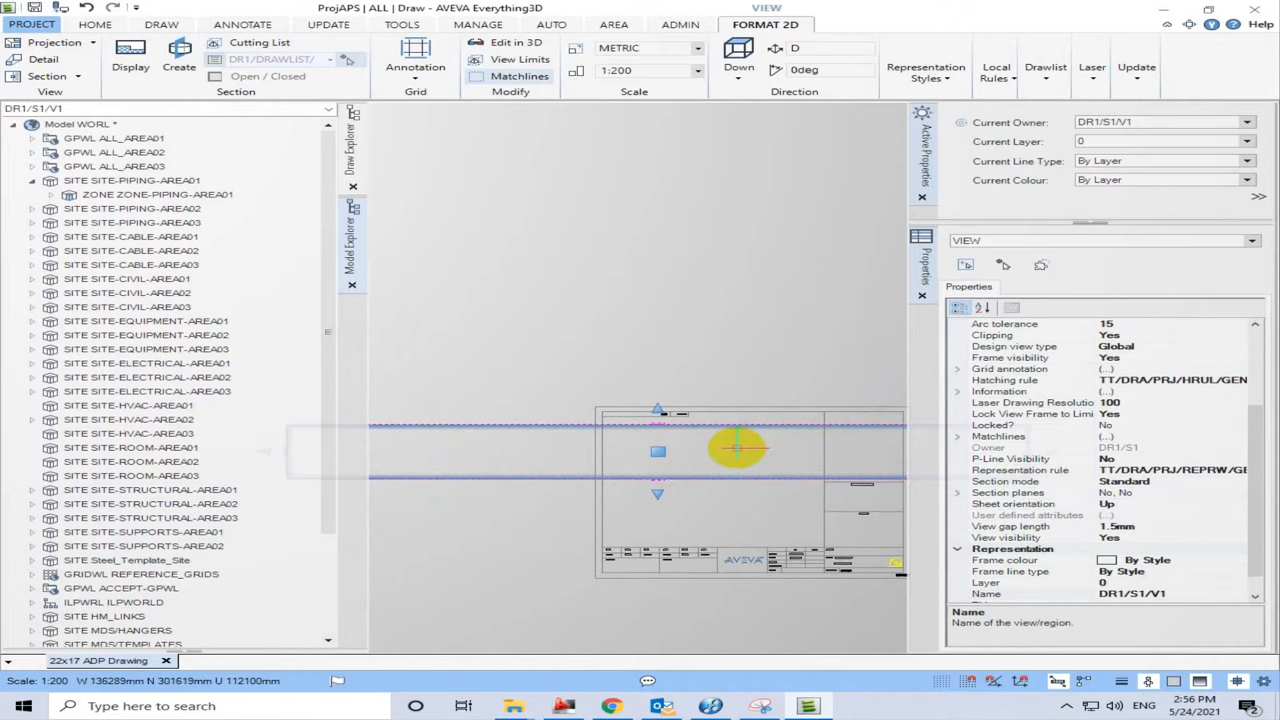 ProjAPS | ALL | Draw - AVEVA Everything3D
VIEW
PROJECT HOME DRAW ANNOTATE UPDATE TOOLS MANAGE AUTO AREA ADMIN FORMAT 2D
Help
Projection
Detail
Section
View
Display
Create
Cutting List
DR1/DRAWLIST/
Open / Closed
Section
Annotation
Grid
Edit in 3D
View Limits
Matchlines
Modify
METRIC
1:200
Scale
Down
D
0deg
Direction
Representation
Styles
Local
Rules
Drawlist
Laser
Update
DR1/S1/V1
Model WORL *
GPWL ALL_AREA01
GPWL ALL_AREA02
GPWL ALL_AREA03
SITE SITE-PIPING-AREA01
ZONE ZONE-PIPING-AREA01
SITE SITE-PIPING-AREA02
SITE SITE-PIPING-AREA03
SITE SITE-CABLE-AREA01
SITE SITE-CABLE-AREA02
SITE SITE-CABLE-AREA03
SITE SITE-CIVIL-AREA01
SITE SITE-CIVIL-AREA02
SITE SITE-CIVIL-AREA03
SITE SITE-EQUIPMENT-AREA01
SITE SITE-EQUIPMENT-AREA02
SITE SITE-EQUIPMENT-AREA03
SITE SITE-ELECTRICAL-AREA01
SITE SITE-ELECTRICAL-AREA02
SITE SITE-ELECTRICAL-AREA03
SITE SITE-HVAC-AREA01
SITE SITE-HVAC-AREA02
SITE SITE-HVAC-AREA03
SITE SITE-ROOM-AREA01
SITE SITE-ROOM-AREA02
SITE SITE-ROOM-AREA03
SITE SITE-STRUCTURAL-AREA01
SITE SITE-STRUCTURAL-AREA02
SITE SITE-STRUCTURAL-AREA03
SITE SITE-SUPPORTS-AREA01
SITE SITE-SUPPORTS-AREA02
SITE Steel_Template_Site
GRIDWL REFERENCE_GRIDS
GPWL ACCEPT-GPWL
ILPWRL ILPWORLD
SITE HM_LINKS
SITE MDS/HANGERS
SITE MDS/TEMPLATES
Draw Explorer
Model Explorer
AVEVA
Active Properties
Properties
Current Owner: DR1/S1/V1
Current Layer: 0
Current Line Type: By Layer
Current Colour: By Layer
VIEW
Properties
Arc tolerance 15
Clipping Yes
Design view type Global
Frame visibility Yes
Grid annotation (...)
Hatching rule TT/DRA/PRJ/HRUL/GEN
Information (...)
Laser Drawing Resolutio 100
Lock View Frame to Limi Yes
Locked? No
Matchlines (...)
Owner DR1/S1
P-Line Visibility No
Representation rule TT/DRA/PRJ/REPRW/GE
Section mode Standard
Section planes No, No
Sheet orientation Up
User defined attributes (...)
View gap length 1.5mm
View visibility Yes
Representation
Frame colour By Style
Frame line type By Style
Layer 0
Name DR1/S1/V1
Name
Name of the view/region.
22x17 ADP Drawing
Scale: 1:200 W 136289mm N 301619mm U 112100mm
Type here to search
ENG
2:56 PM
5/24/2021
2